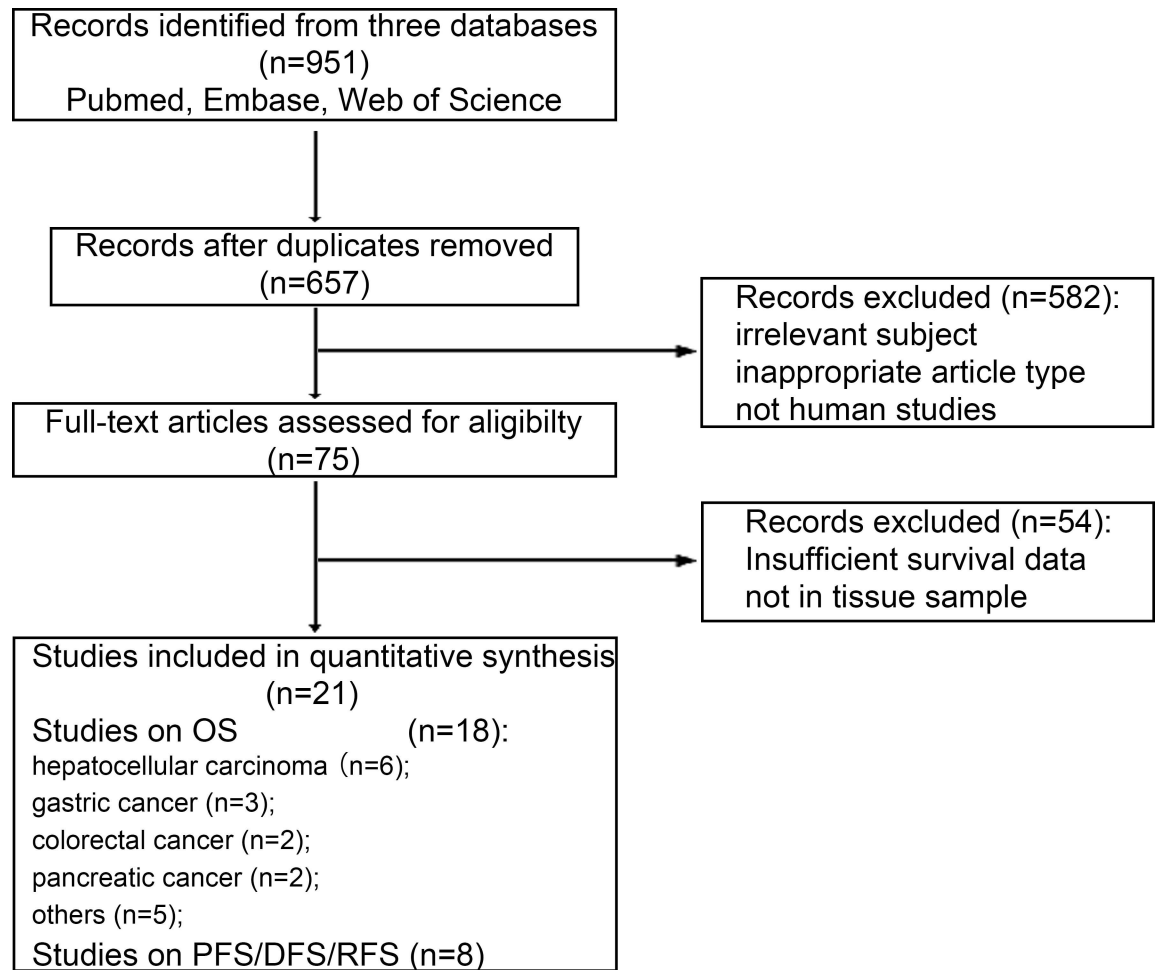 Records identified from three databases
(n=951)
Pubmed, Embase, Web of Science
Records after duplicates removed
(n=657)
Records excluded (n=582):
irrelevant subject
inappropriate article type
not human studies
Full-text articles assessed for aligibilty
(n=75)
Records excluded (n=54):
Insufficient survival data
not in tissue sample
Studies included in quantitative synthesis
(n=21)
Studies on OS (n=18):
hepatocellular carcinoma（n=6);
gastric cancer (n=3);
colorectal cancer (n=2);
pancreatic cancer (n=2);
others (n=5);
Studies on PFS/DFS/RFS (n=8)